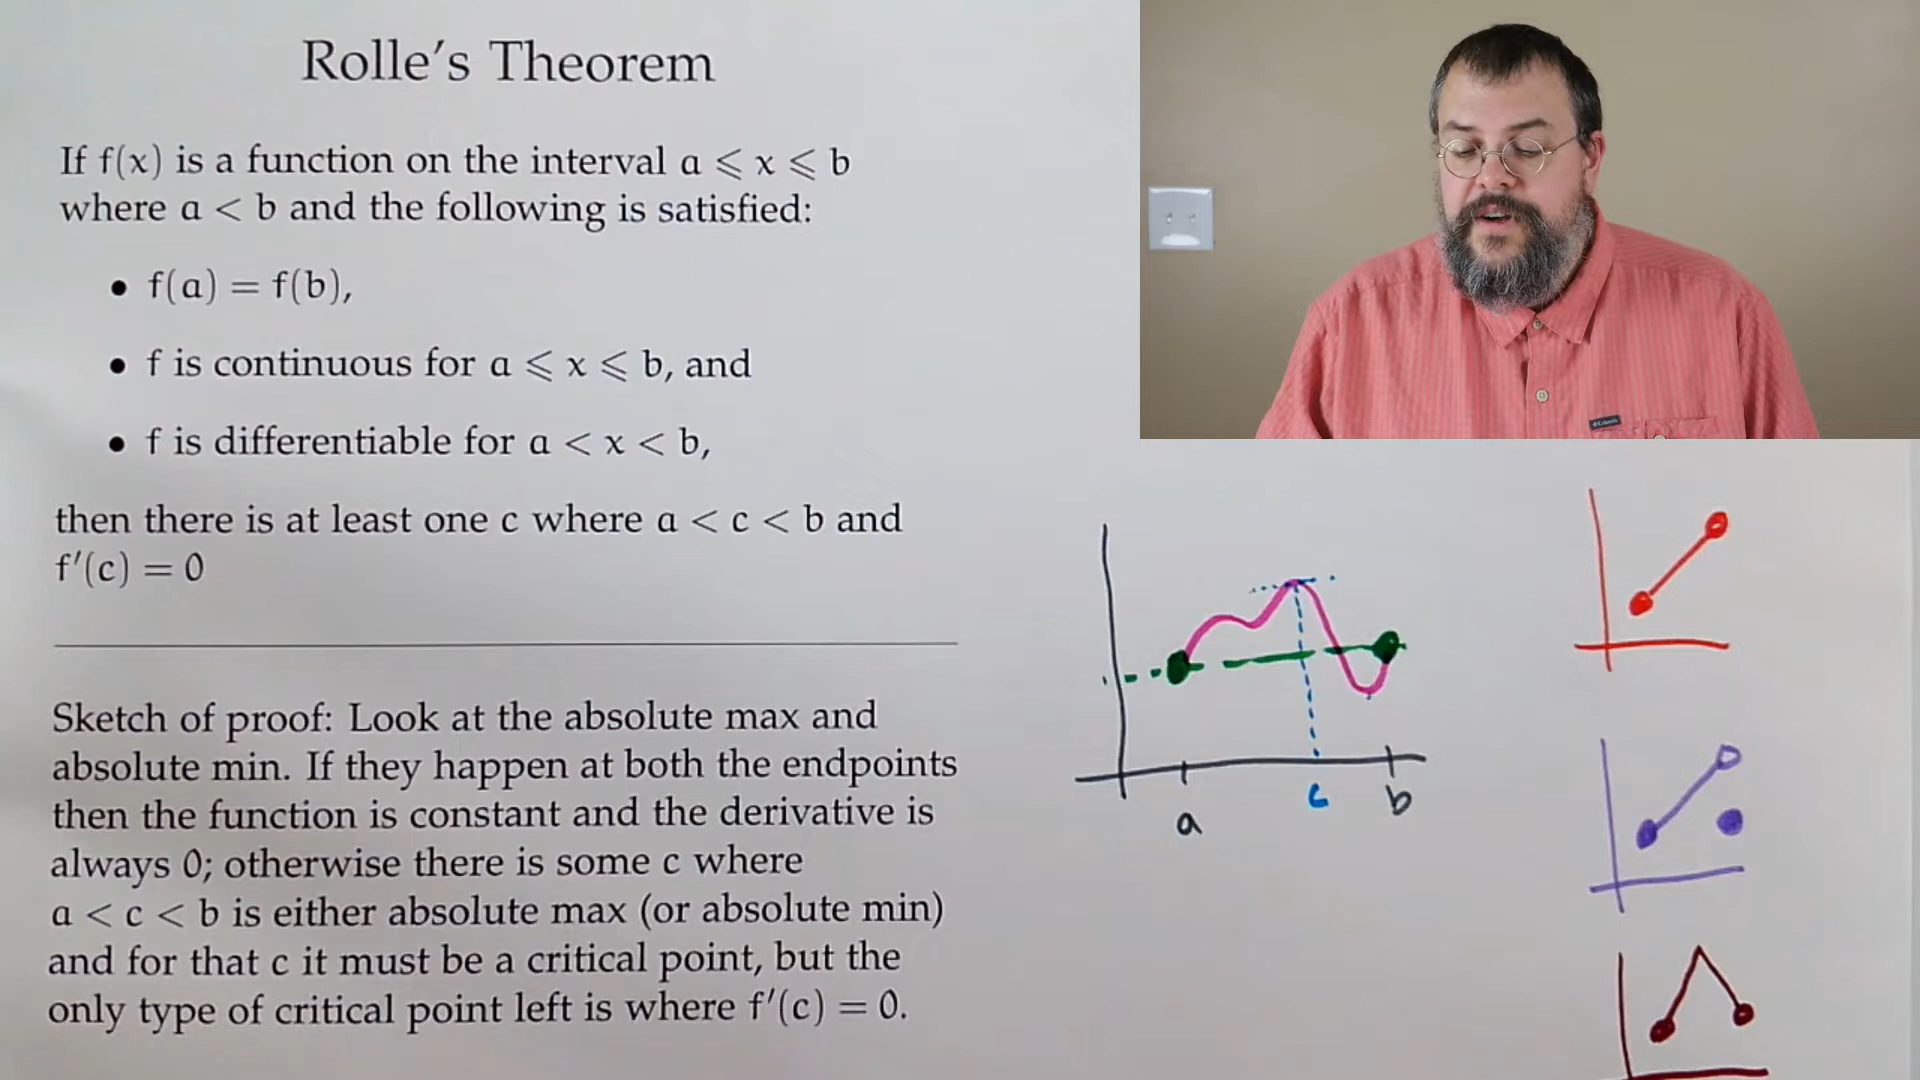 Rolle's Theorem
If f(x) is a function on the interval a ⩽ x ⩽ b
where a < b and the following is satisfied:
• f(a) = f(b),
• f is continuous for a ⩽ x ⩽ b, and
• f is differentiable for a < x < b,
then there is at least one c where a < c < b and
f′(c) = 0
Sketch of proof: Look at the absolute max and
absolute min. If they happen at both the endpoints
then the function is constant and the derivative is
always 0; otherwise there is some c where
a < c < b is either absolute max (or absolute min)
and for that c it must be a critical point, but the
only type of critical point left is where f′(c) = 0.
a c b
Columbia